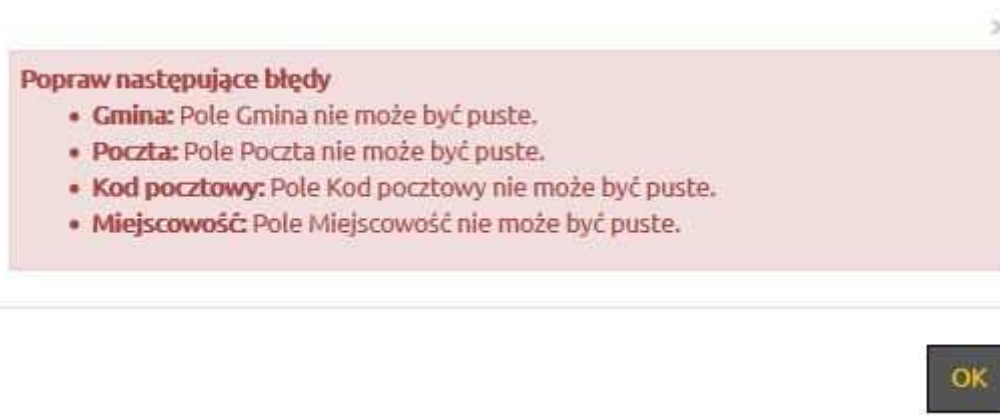 Popraw następujące błędy
• Gmina: Pole Gmina nie może być puste.
• Poczta: Pole Poczta nie może być puste.
• Kod pocztowy: Pole Kod pocztowy nie może być puste.
• Miejscowość: Pole Miejscowość nie może być puste.
OK